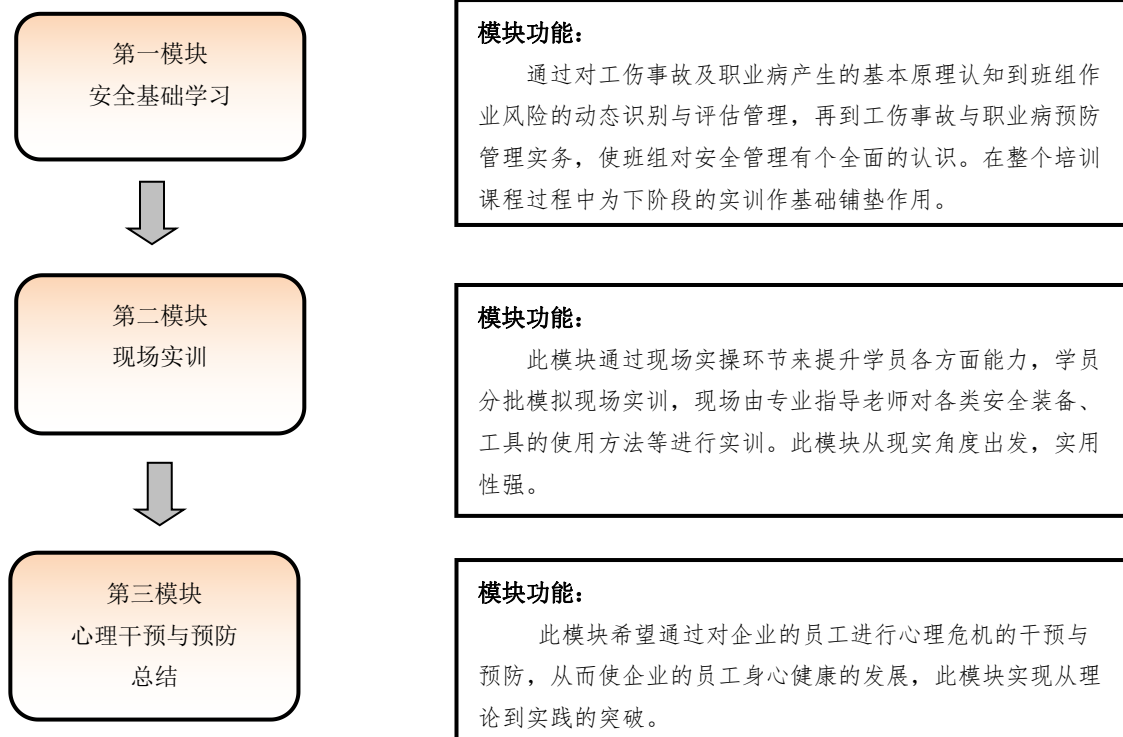 第一模块
安全基础学习
模块功能：
通过对工伤事故及职业病产生的基本原理认知到班组作
业风险的动态识别与评估管理，再到工伤事故与职业病预防
管理实务，使班组对安全管理有个全面的认识。在整个培训
课程过程中为下阶段的实训作基础铺垫作用。
第二模块
现场实训
模块功能：
此模块通过现场实操环节来提升学员各方面能力，学员
分批模拟现场实训，现场由专业指导老师对各类安全装备、
工具的使用方法等进行实训。此模块从现实角度出发，实用
性强。
第三模块
心理干预与预防
总结
模块功能：
此模块希望通过对企业的员工进行心理危机的干预与
预防，从而使企业的员工身心健康的发展，此模块实现从理
论到实践的突破。